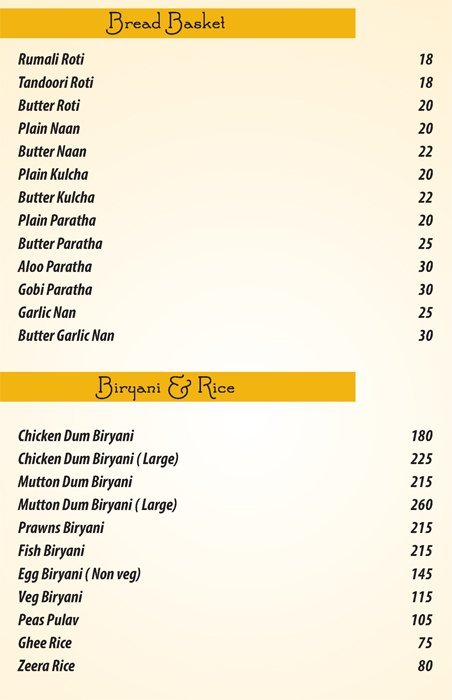 Bread Basket
Rumali Roti 18
Tandoori Roti 18
Butter Roti 20
Plain Naan 20
Butter Naan 22
Plain Kulcha 20
Butter Kulcha 22
Plain Paratha 20
Butter Paratha 25
Aloo Paratha 30
Gobi Paratha 30
Garlic Nan 25
Butter Garlic Nan 30
Biryani & Rice
Chicken Dum Biryani 180
Chicken Dum Biryani ( Large) 225
Mutton Dum Biryani 215
Mutton Dum Biryani ( Large) 260
Prawns Biryani 215
Fish Biryani 215
Egg Biryani ( Non veg) 145
Veg Biryani 115
Peas Pulav 105
Ghee Rice 75
Zeera Rice 80